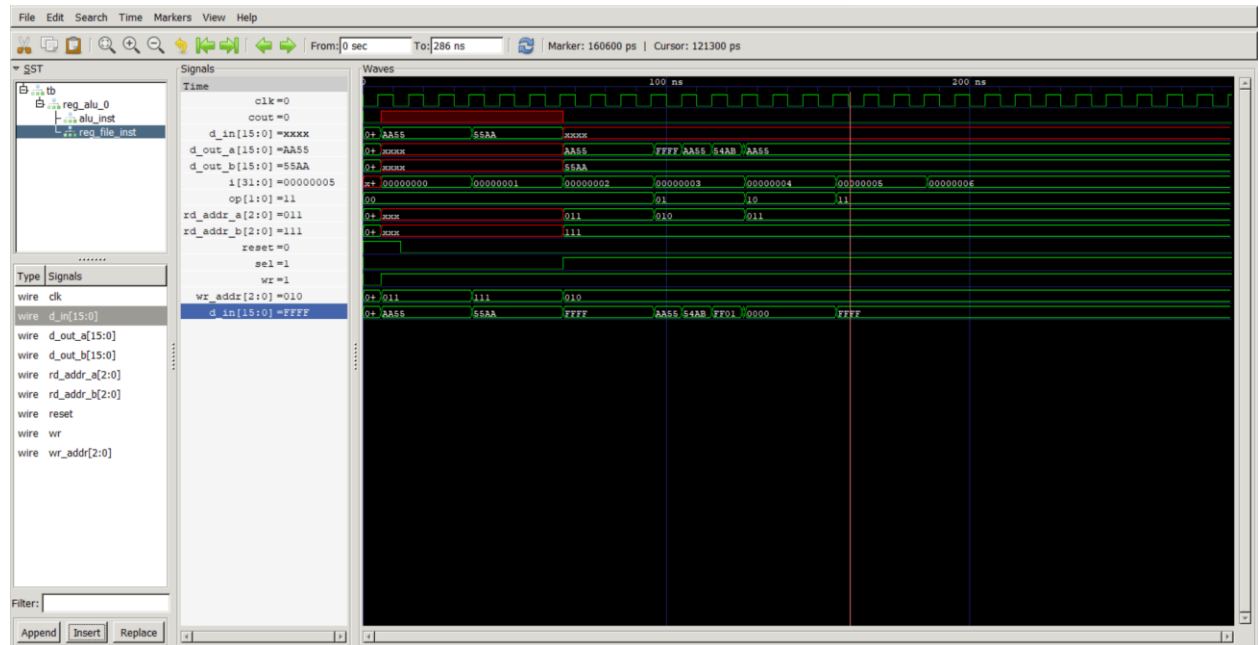 File Edit Search Time Markers View Help
From: 0 sec To: 286 ns Marker: 160600 ps | Cursor: 121300 ps
SST
tb
reg_alu_0
alu_inst
reg_file_inst
Type Signals
wire clk
wire d_in[15:0]
wire d_out_a[15:0]
wire d_out_b[15:0]
wire rd_addr_a[2:0]
wire rd_addr_b[2:0]
wire reset
wire wr
wire wr_addr[2:0]
Filter:
Append Insert Replace
Signals
Time
clk=0
cout=0
d_in[15:0]=xxxx
d_out_a[15:0]=AA55
d_out_b[15:0]=55AA
i[31:0]=00000005
op[1:0]=11
rd_addr_a[2:0]=011
rd_addr_b[2:0]=111
reset=0
sel=1
wr=1
wr_addr[2:0]=010
d_in[15:0]=FFFF
Waves
100 ns 200 ns
0+ AA55 55AA xxxx
0+ xxxx AA55 FFFF AA55 54AB AA55
0+ xxxx 55AA
x+ 00000000 00000001 00000002 00000003 00000004 00000005 00000006
00 01 10 11
0+ xxx 011 010 011
0+ xxx 111
0+ 011 111 010
0+ AA55 55AA FFFF AA55 54AB FF01 0000 FFFF